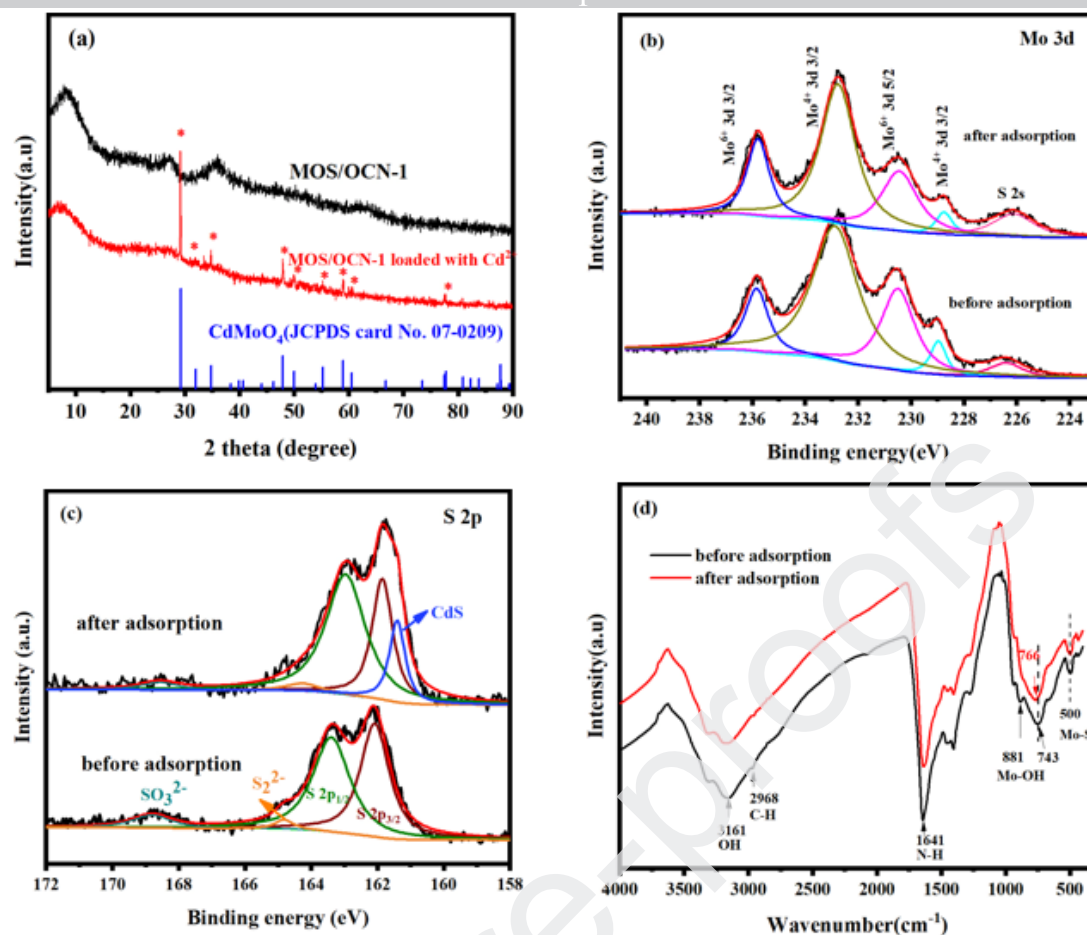 (a)
MOS/OCN-1
MOS/OCN-1 loaded with Cd²
CdMoO₄(JCPDS card No. 07-0209)
Intensity(a.u)
10 20 30 40 50 60 70 80 90
2 theta (degree)
(b)
Mo 3d
Mo⁶⁺ 3d 3/2
Mo⁴⁺ 3d 3/2
Mo⁶⁺ 3d 5/2
Mo⁴⁺ 3d 3/2
after adsorption
S 2s
before adsorption
Intensity (a.u)
240 238 236 234 232 230 228 226 224
Binding energy(eV)
(c)
S 2p
CdS
after adsorption
before adsorption
SO₃²⁻
S₂²⁻
S 2p₁/₂
S 2p₃/₂
Intensity (a.u.)
172 170 168 166 164 162 160 158
Binding energy (eV)
(d)
before adsorption
after adsorption
766
500
Mo-S
881
743
Mo-OH
2968
C-H
3161
OH
1641
N-H
Intensity(a.u)
4000 3500 3000 2500 2000 1500 1000 500
Wavenumber(cm⁻¹)